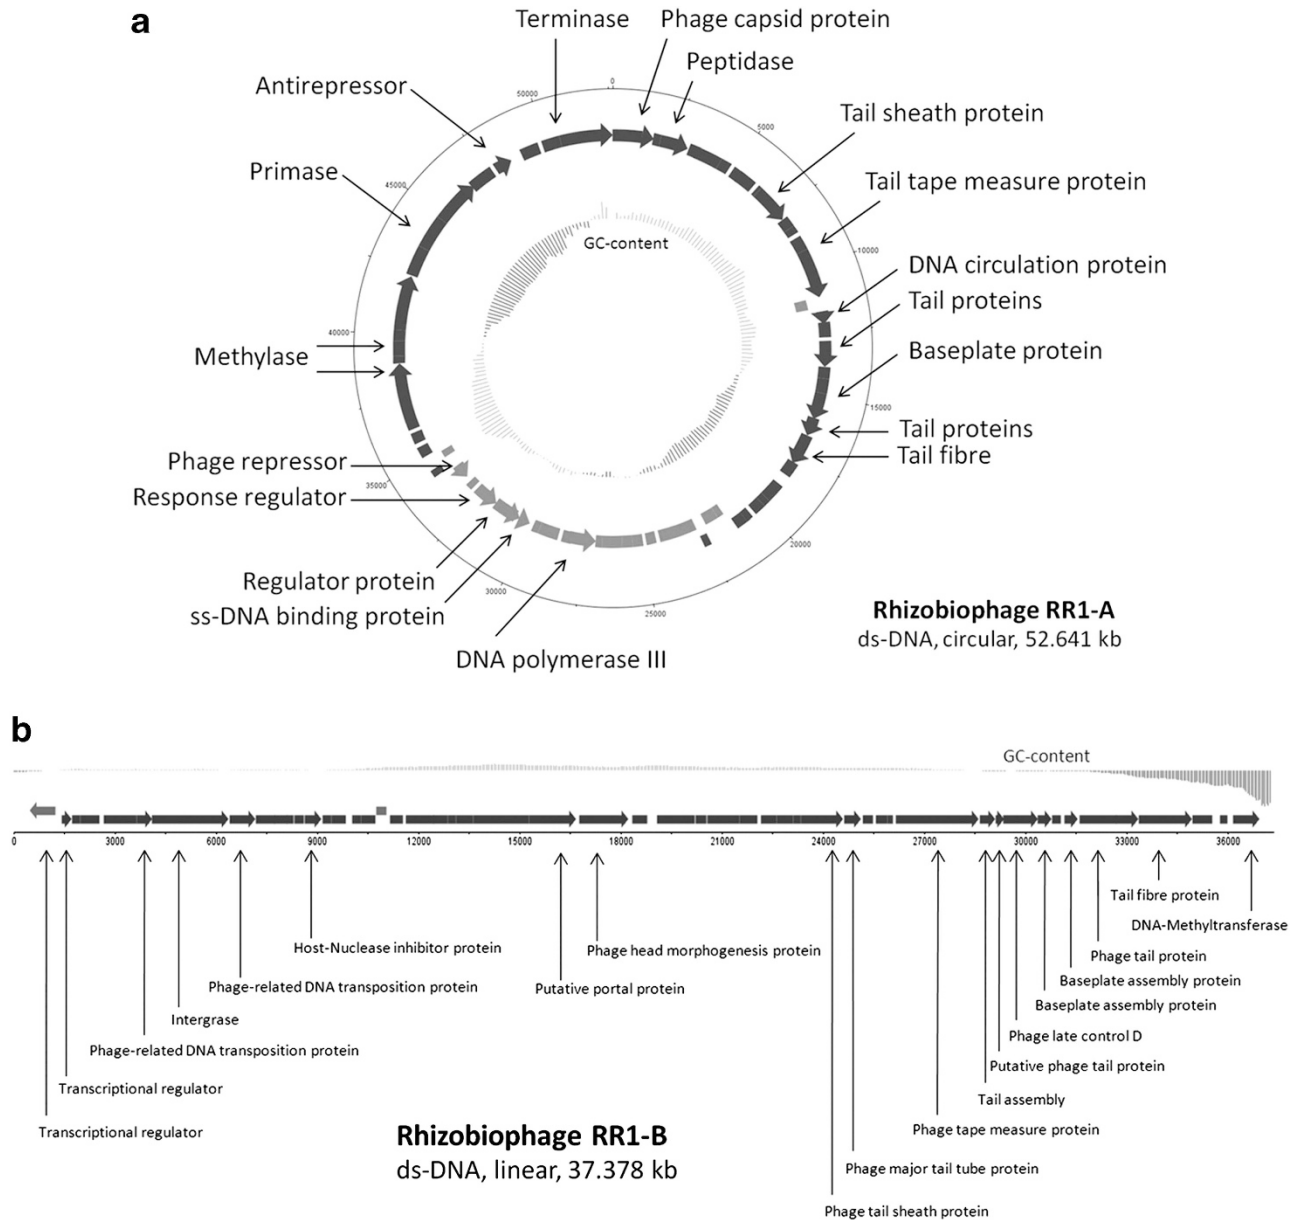 a
Terminase
Phage capsid protein
Peptidase
Antirepressor
Tail sheath protein
Primase
Tail tape measure protein
0
50000
5000
45000
10000
GC-content
DNA circulation protein
Tail proteins
40000
Methylase
Baseplate protein
15000
Tail proteins
Tail fibre
Phage repressor
35000
Response regulator
20000
Regulator protein
30000
25000
ss-DNA binding protein
DNA polymerase III
Rhizobiophage RR1-A
ds-DNA, circular, 52.641 kb
b
GC-content
0 3000 6000 9000 12000 15000 18000 21000 24000 27000 30000 33000 36000
Tail fibre protein
DNA-Methyltransferase
Host-Nuclease inhibitor protein
Phage head morphogenesis protein
Phage tail protein
Phage-related DNA transposition protein
Putative portal protein
Baseplate assembly protein
Baseplate assembly protein
Intergrase
Phage late control D
Phage-related DNA transposition protein
Putative phage tail protein
Transcriptional regulator
Tail assembly
Transcriptional regulator
Phage tape measure protein
Rhizobiophage RR1-B
ds-DNA, linear, 37.378 kb
Phage major tail tube protein
Phage tail sheath protein